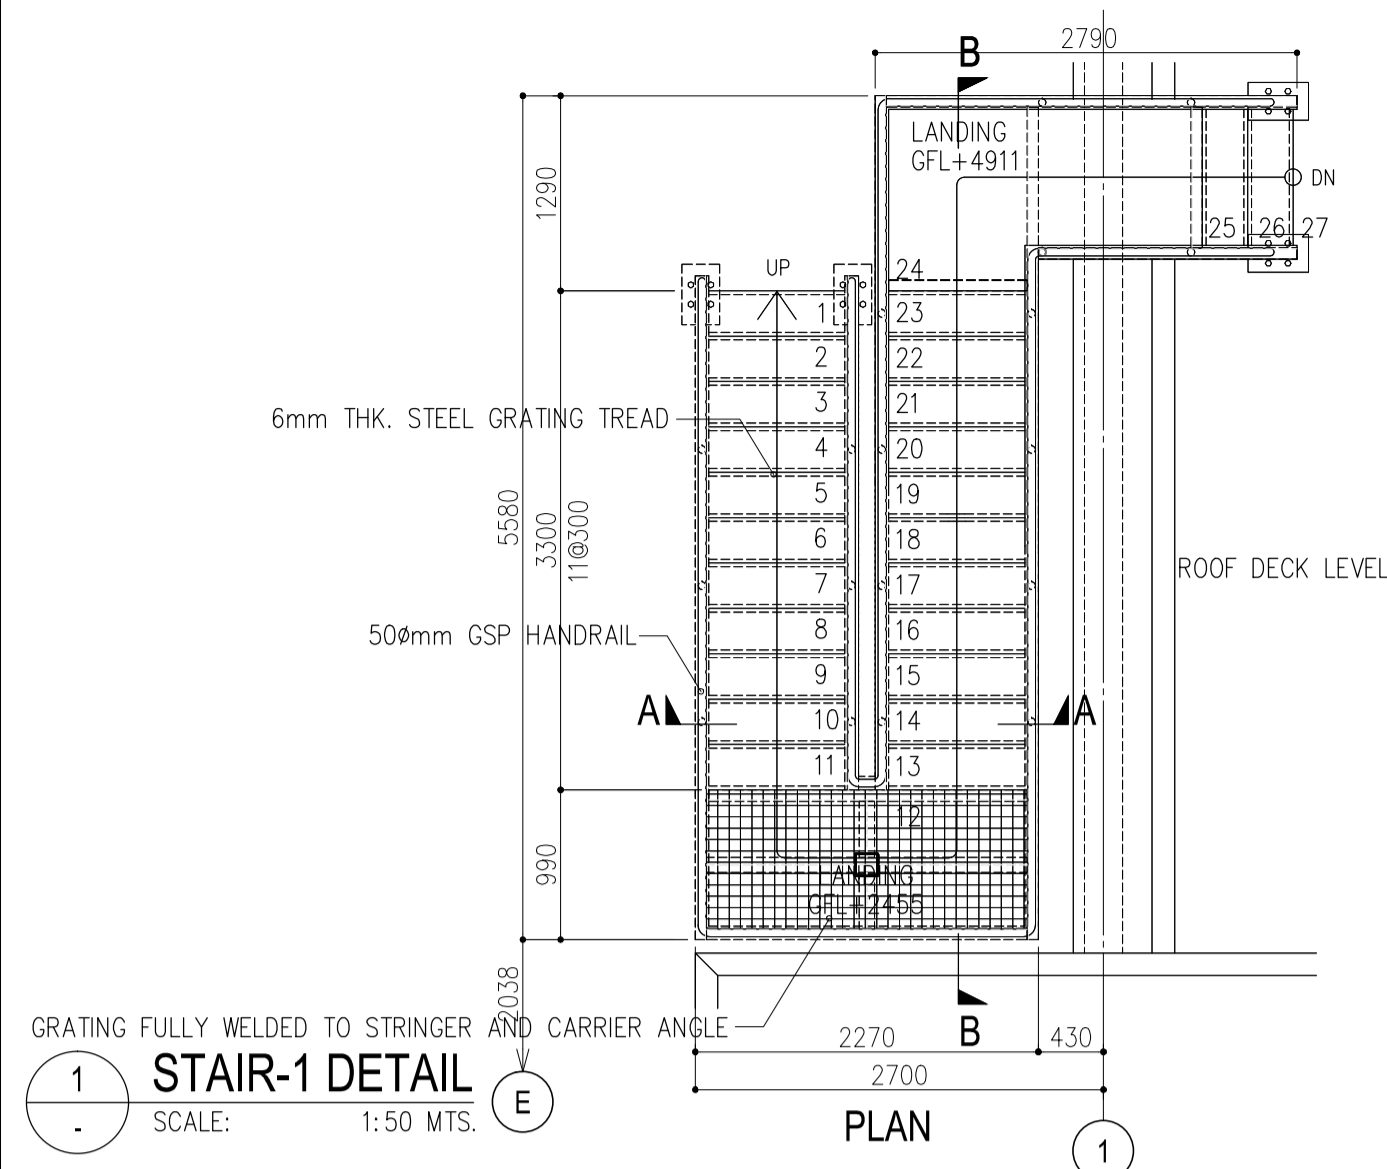 2790
B
LANDING
GFL+4911
DN
1290
25 26 27
UP
24
1 23
2 22
3 21
6mm THK. STEEL GRATING TREAD
4 20
5 19
5580
3300
11@300
6 18
7 17
ROOF DECK LEVEL
8 16
50ømm GSP HANDRAIL
9 15
A A
10 14
11 13
12
990
LANDING
GFL+2455
2038
GRATING FULLY WELDED TO STRINGER AND CARRIER ANGLE
B
2270 430
2700
1
-
STAIR-1 DETAIL
SCALE: 1:50 MTS.
E
PLAN
1